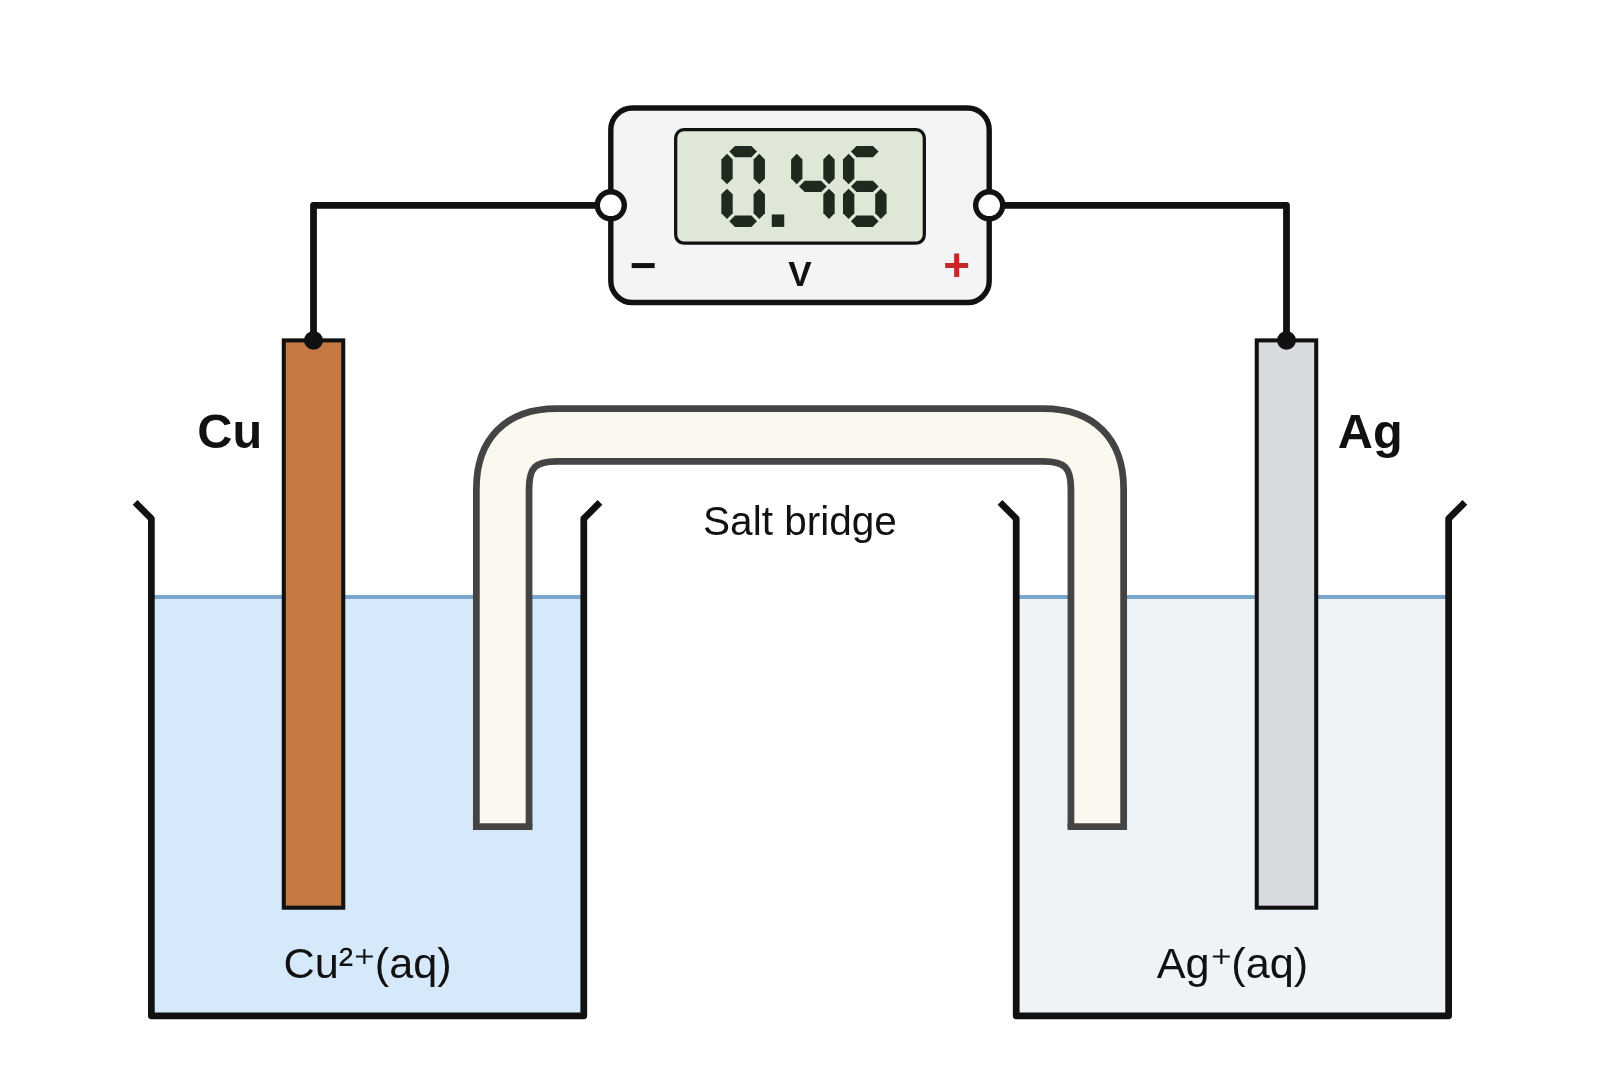 0.46
− V +
Cu
Ag
Salt bridge
Cu²⁺(aq)
Ag⁺(aq)